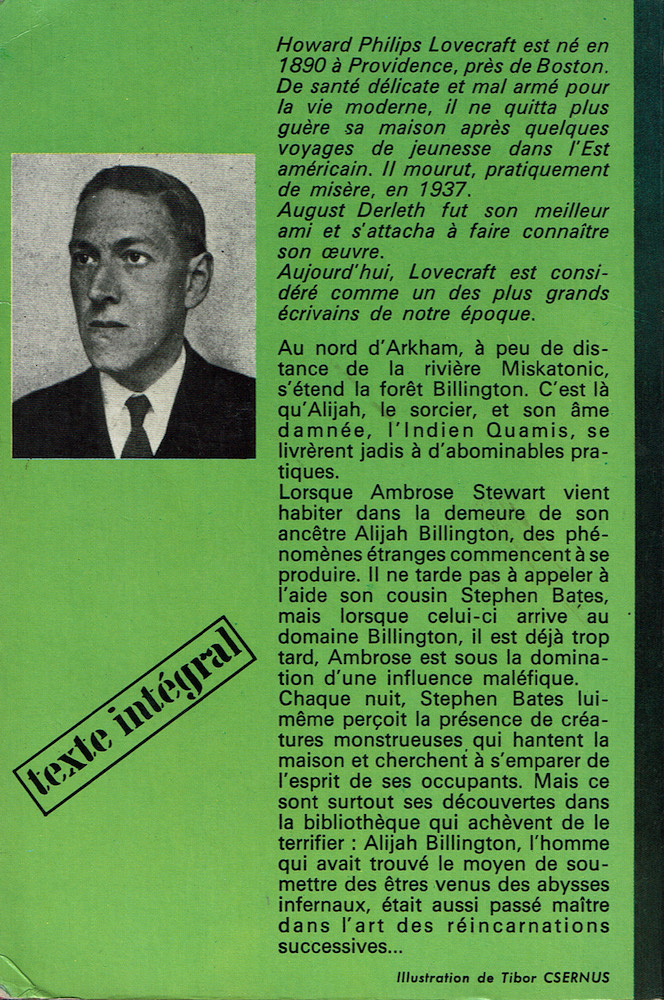 Howard Philips Lovecraft est né en
1890 à Providence, près de Boston.
De santé délicate et mal armé pour
la vie moderne, il ne quitta plus
guère sa maison après quelques
voyages de jeunesse dans l'Est
américain. Il mourut, pratiquement
de misère, en 1937.
August Derleth fut son meilleur
ami et s'attacha à faire connaître
son œuvre.
Aujourd'hui, Lovecraft est consi-
déré comme un des plus grands
écrivains de notre époque.
Au nord d'Arkham, à peu de dis-
tance de la rivière Miskatonic,
s'étend la forêt Billington. C'est là
qu'Alijah, le sorcier, et son âme
damnée, l'Indien Quamis, se
livrèrent jadis à d'abominables pra-
tiques.
Lorsque Ambrose Stewart vient
habiter dans la demeure de son
ancêtre Alijah Billington, des phé-
nomènes étranges commencent à se
produire. Il ne tarde pas à appeler à
l'aide son cousin Stephen Bates,
mais lorsque celui-ci arrive au
domaine Billington, il est déjà trop
tard, Ambrose est sous la domina-
tion d'une influence maléfique.
Chaque nuit, Stephen Bates lui-
même perçoit la présence de créa-
tures monstrueuses qui hantent la
maison et cherchent à s'emparer de
l'esprit de ses occupants. Mais ce
sont surtout ses découvertes dans
la bibliothèque qui achèvent de le
terrifier : Alijah Billington, l'homme
qui avait trouvé le moyen de sou-
mettre des êtres venus des abysses
infernaux, était aussi passé maître
dans l'art des réincarnations
successives...
texte intégral
Illustration de Tibor CSERNUS